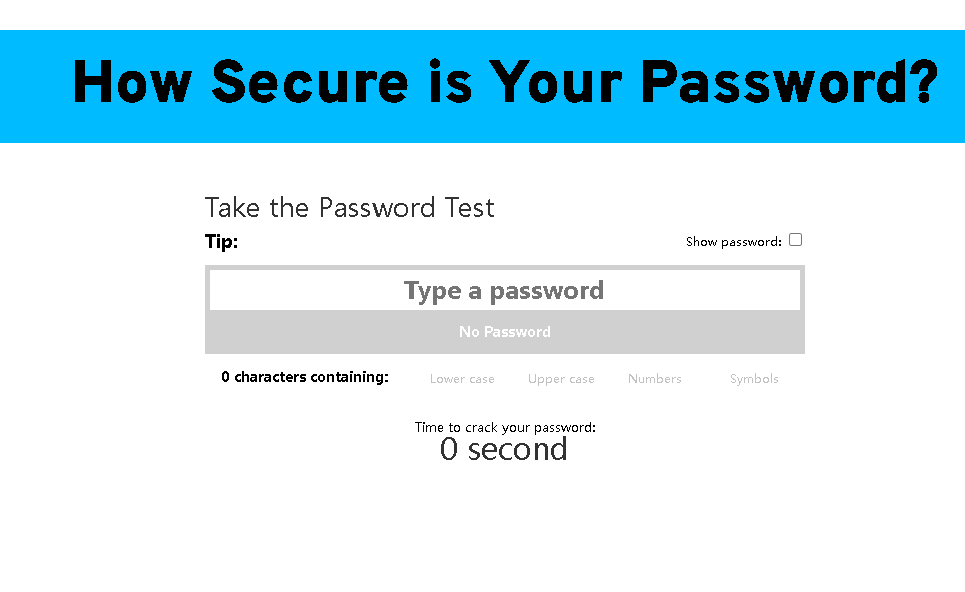 How Secure is Your Password?
Take the Password Test
Tip:
Show password:
Type a password
No Password
0 characters containing: Lower case Upper case Numbers Symbols
Time to crack your password:
0 second